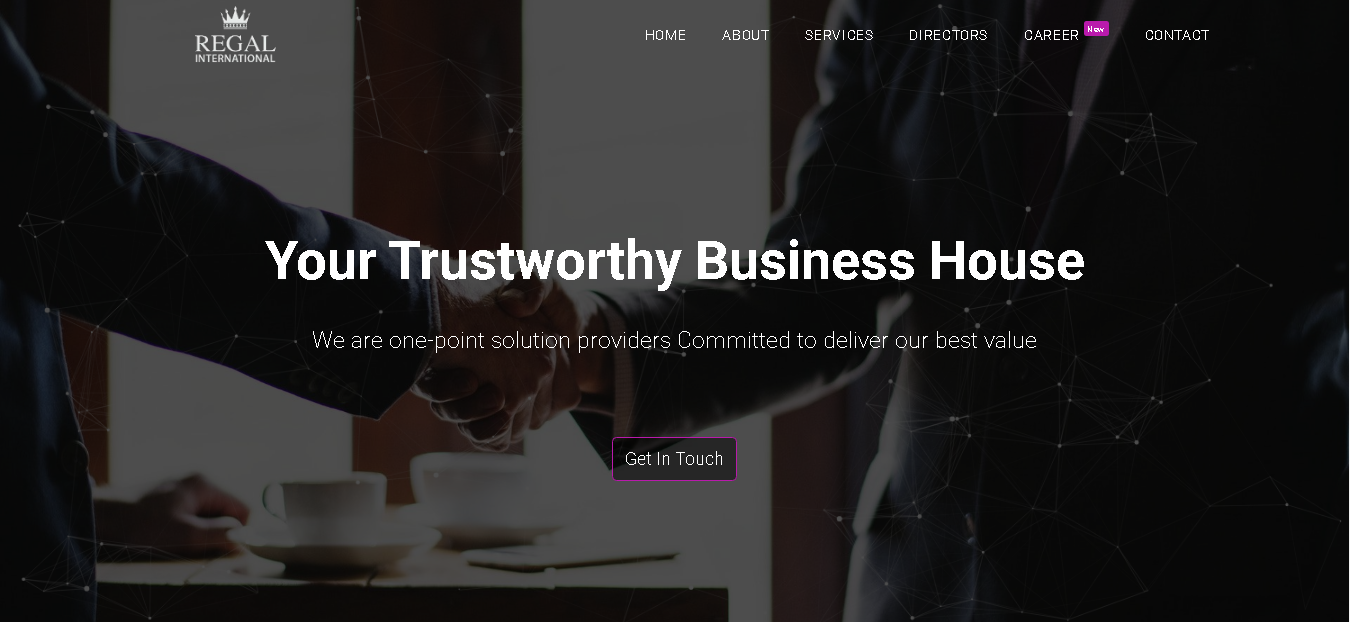 REGAL
INTERNATIONAL
HOME ABOUT SERVICES DIRECTORS CAREER New CONTACT
Your Trustworthy Business House
We are one-point solution providers Committed to deliver our best value
Get In Touch